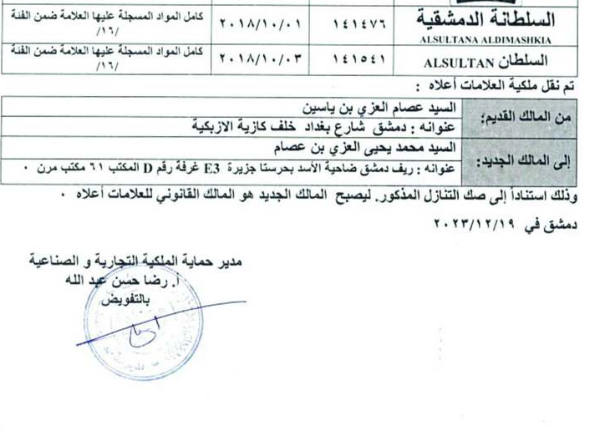 السلطانة الدمشقية ١٤١٤٧٦ ٢٠١٨/١٠/٠١ كامل المواد المسجلة عليها العلامة ضمن الفئة
ALSULTANA ALDIMASHKIA /١٦/
السلطان ALSULTAN ١٤١٥٤١ ٢٠١٨/١٠/٠٣ كامل المواد المسجلة عليها العلامة ضمن الفئة
/١٦/
تم نقل ملكية العلامات أعلاه :
من المالك القديم: السيد عصام العزي بن ياسين
عنوانه : دمشق شارع بغداد خلف كازية الازبكية
إلى المالك الجديد: السيد محمد يحيى العزي بن عصام
عنوانه : ريف دمشق ضاحية الأسد بحرستا جزيرة E3 غرفة رقم D المكتب ٦١ مكتب مرن ٠
وذلك استناداً إلى صك التنازل المذكور. ليصبح المالك الجديد هو المالك القانوني للعلامات أعلاه ٠
دمشق في ٢٠٢٣/١٢/١٩
مدير حماية الملكية التجارية و الصناعية
أ. رضا حسن عبد الله
بالتفويض